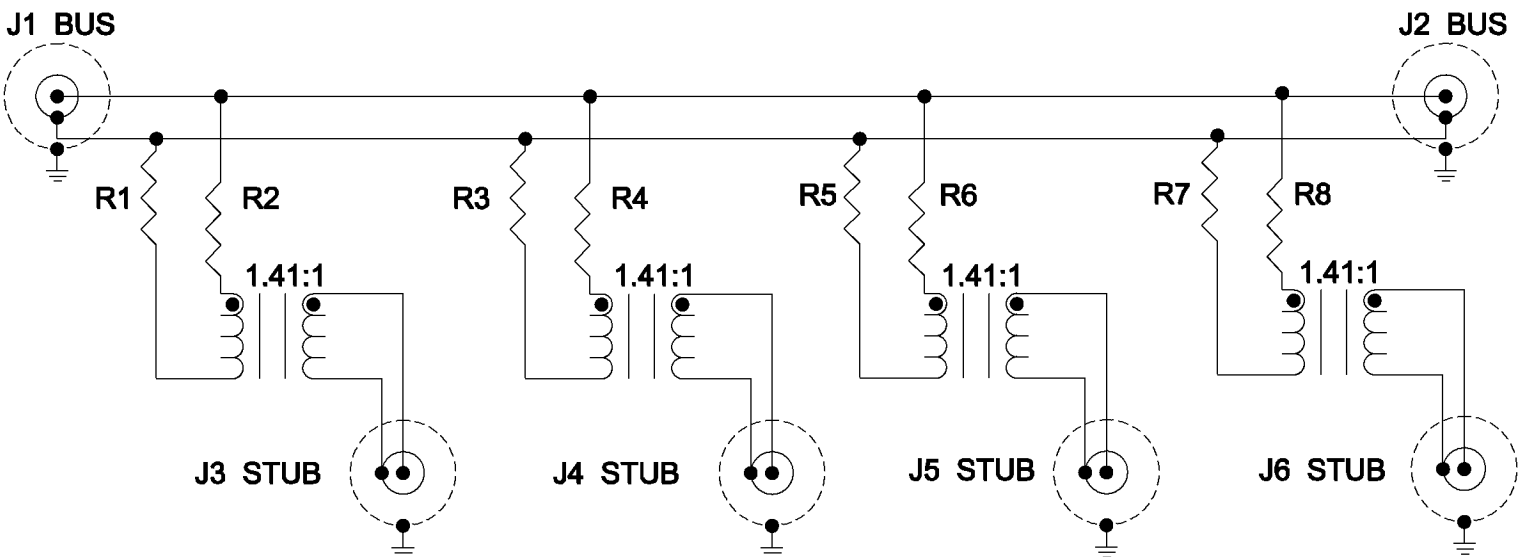 J1 BUS
J2 BUS
R1
R2
R3
R4
R5
R6
R7
R8
1.41:1
1.41:1
1.41:1
1.41:1
J3 STUB
J4 STUB
J5 STUB
J6 STUB